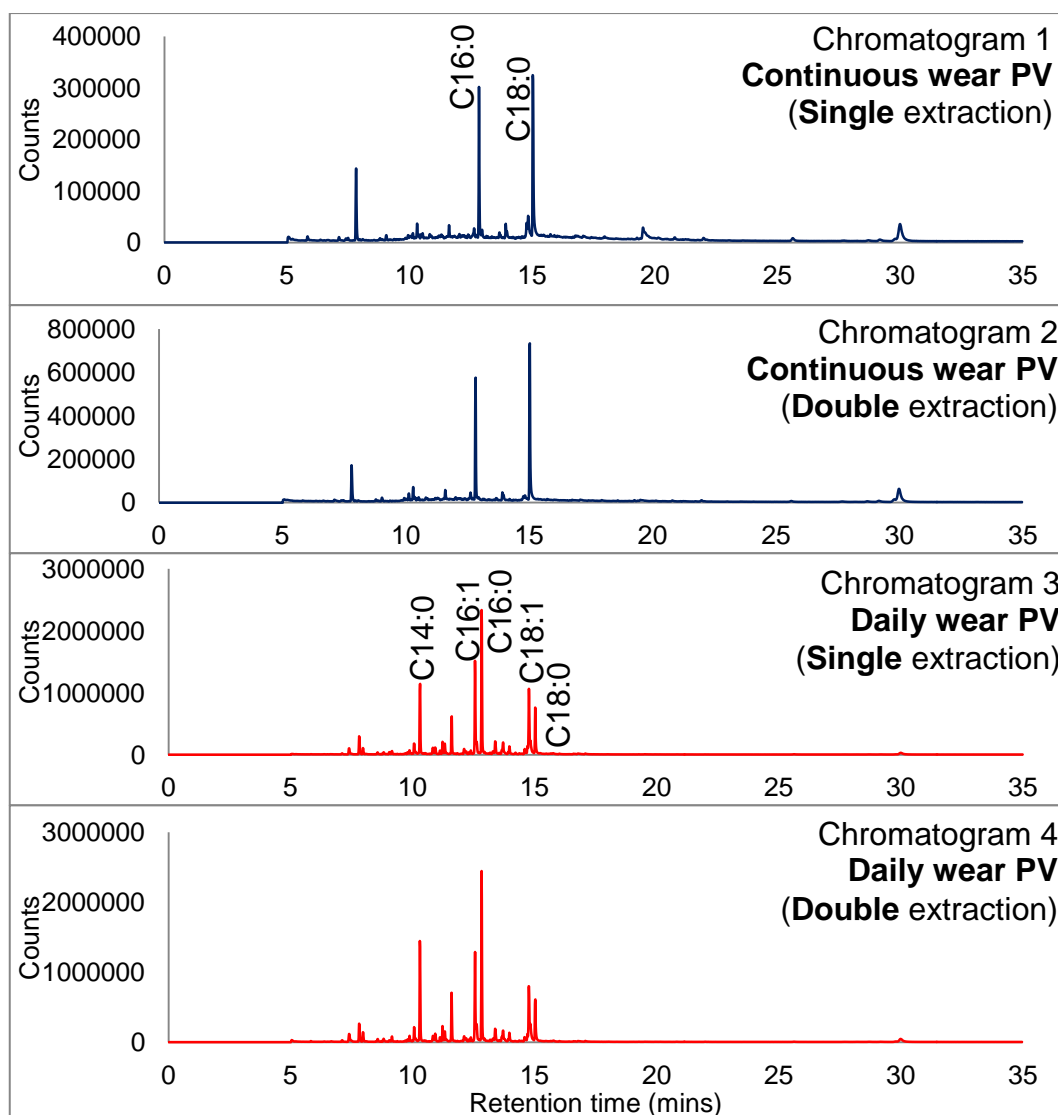 Chromatogram 1
Continuous wear PV
(Single extraction)
Counts
400000
300000
200000
100000
0
C16:0
C18:0
0 5 10 15 20 25 30 35
Chromatogram 2
Continuous wear PV
(Double extraction)
Counts
800000
600000
400000
200000
0
0 5 10 15 20 25 30 35
Chromatogram 3
Daily wear PV
(Single extraction)
Counts
3000000
2000000
1000000
0
C14:0
C16:1
C16:0
C18:1
C18:0
0 5 10 15 20 25 30 35
Chromatogram 4
Daily wear PV
(Double extraction)
Counts
3000000
2000000
1000000
0
0 5 10 15 20 25 30 35
Retention time (mins)